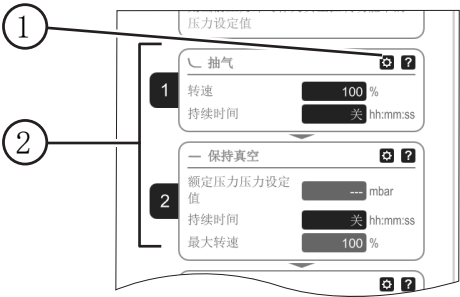 1
压力设定值
抽气 ?
1
转速 100 %
持续时间 关 hh:mm:ss
2
保持真空 ?
额定压力压力设定
值 --- mbar
2
持续时间 关 hh:mm:ss
最大转速 100 %
?